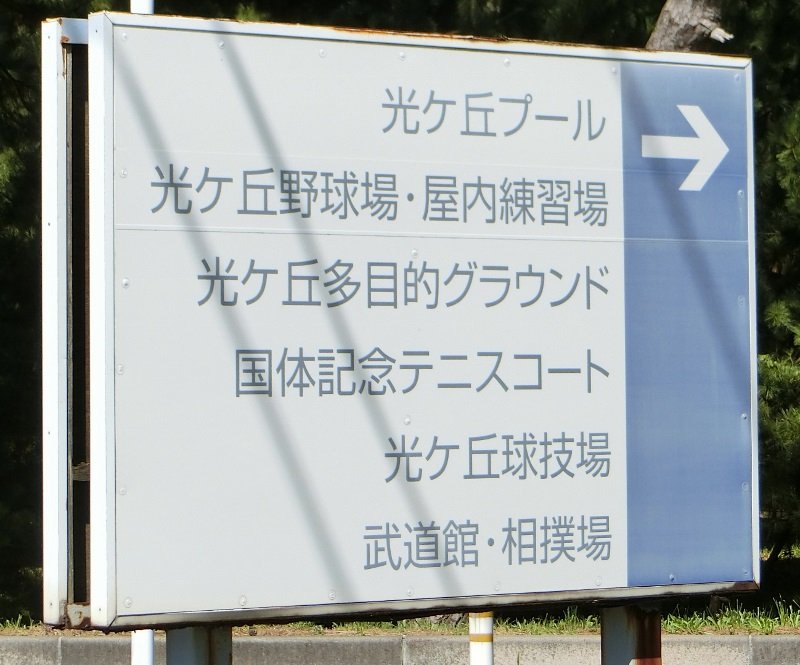 光ケ丘プール
光ケ丘野球場・屋内練習場
光ケ丘多目的グラウンド
国体記念テニスコート
光ケ丘球技場
武道館・相撲場